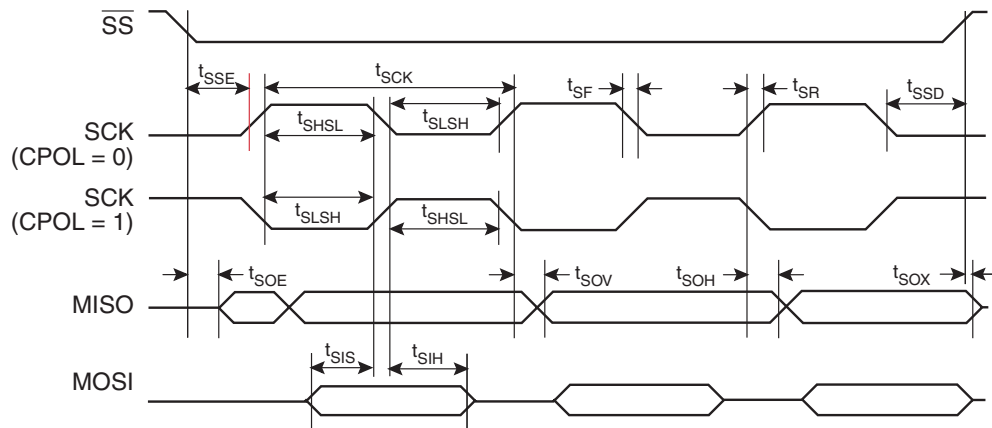 SS
tSSE
tSCK
tSF
tSR
tSSD
SCK
(CPOL = 0)
tSHSL
tSLSH
SCK
(CPOL = 1)
tSLSH
tSHSL
tSOE
tSOV
tSOH
tSOX
MISO
tSIS
tSIH
MOSI